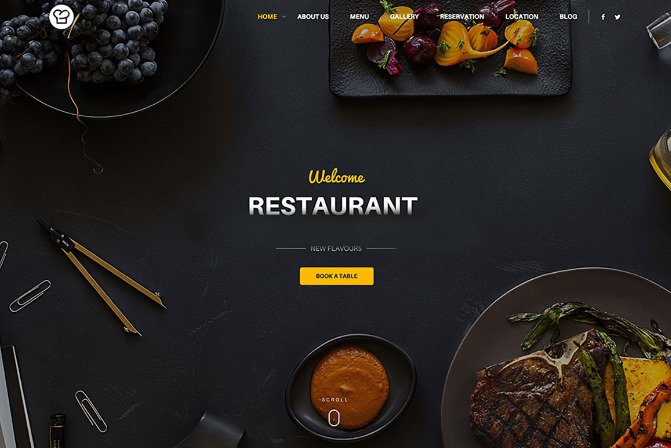 HOME ABOUT US MENU GALLERY RESERVATION LOCATION BLOG
Welcome
RESTAURANT
NEW FLAVOURS
BOOK A TABLE
SCROLL